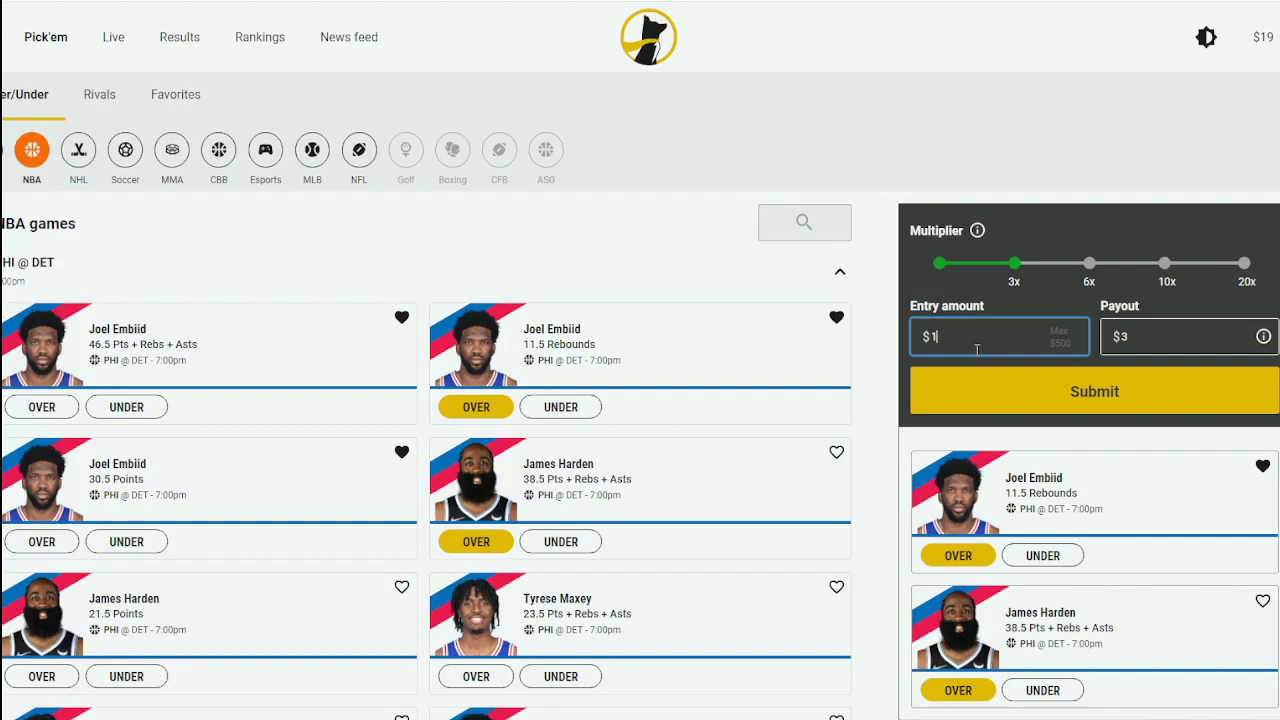 Pick'em Live Results Rankings News feed $19
er/Under Rivals Favorites
NBA NHL Soccer MMA CBB Esports MLB NFL Golf Boxing CFB ASG
NBA games
HI @ DET
:00pm
Joel Embiid
46.5 Pts + Rebs + Asts
PHI @ DET - 7:00pm
OVER UNDER
Joel Embiid
11.5 Rebounds
PHI @ DET - 7:00pm
OVER UNDER
Joel Embiid
30.5 Points
PHI @ DET - 7:00pm
OVER UNDER
James Harden
38.5 Pts + Rebs + Asts
PHI @ DET - 7:00pm
OVER UNDER
James Harden
21.5 Points
PHI @ DET - 7:00pm
OVER UNDER
Tyrese Maxey
23.5 Pts + Rebs + Asts
PHI @ DET - 7:00pm
OVER UNDER
Multiplier
3x 6x 10x 20x
Entry amount Payout
$1 Max $500 $3
Submit
Joel Embiid
11.5 Rebounds
PHI @ DET - 7:00pm
OVER UNDER
James Harden
38.5 Pts + Rebs + Asts
PHI @ DET - 7:00pm
OVER UNDER